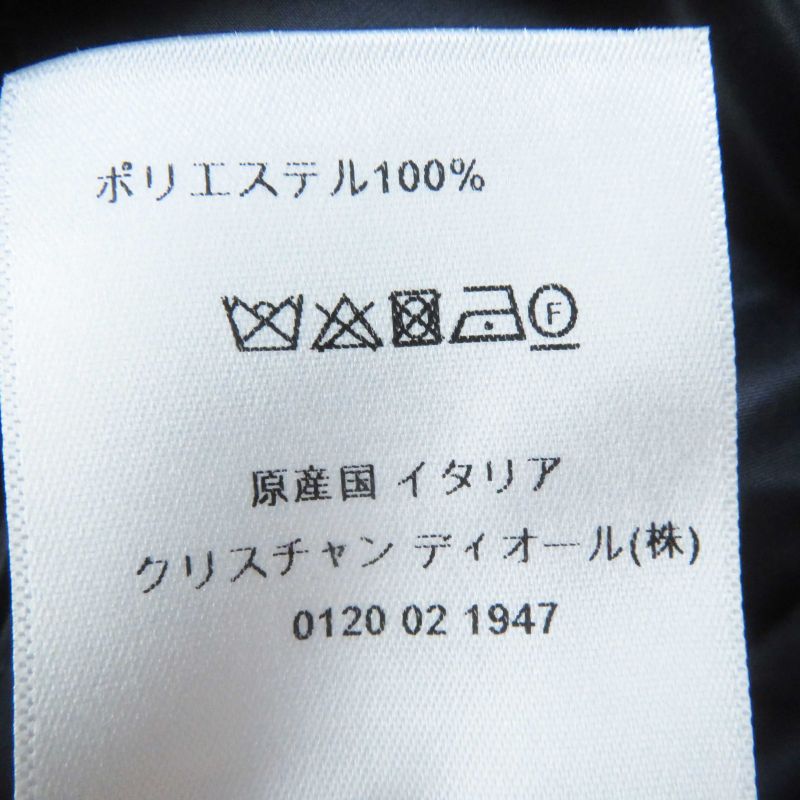 ポリエステル100%
F
原産国 イタリア
クリスチャン ディオール(株)
0120 02 1947